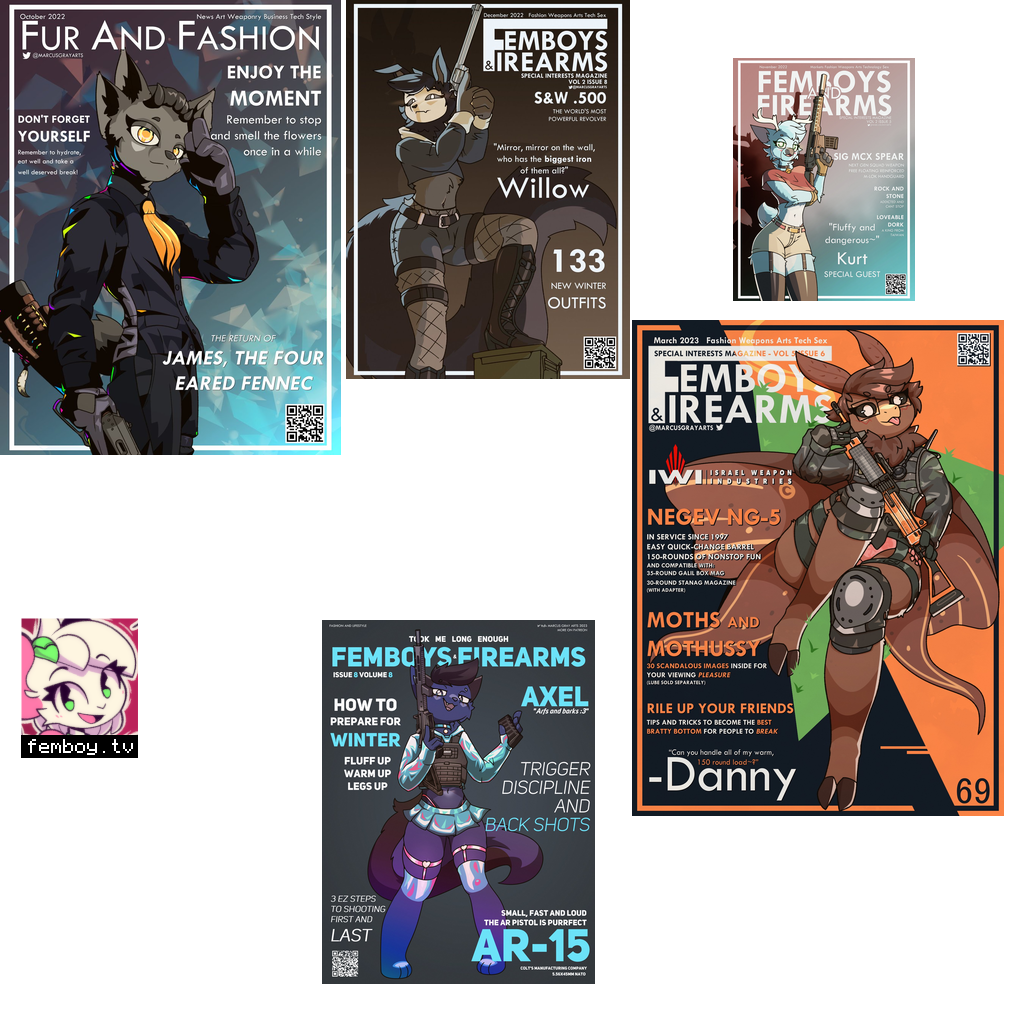 October 2022
News Art Weaponry Business Tech Style
FUR AND FASHION
@MARCUSGRAYARTS
ENJOY THE
MOMENT
Remember to stop
and smell the flowers
once in a while
DON'T FORGET
YOURSELF
Remember to hydrate,
eat well and take a
well deserved break!
THE RETURN OF
JAMES, THE FOUR
EARED FENNEC
December 2022 Fashion Weapons Arts Tech Sex
FEMBOYS
&FIREARMS
SPECIAL INTERESTS MAGAZINE
VOL 2 ISSUE 8
@MARCUSGRAYARTS
S&W .500
THE WORLD'S MOST
POWERFUL REVOLVER
"Mirror, mirror on the wall,
who has the biggest iron
of them all?"
Willow
133
NEW WINTER
OUTFITS
November 2022
FEMBOYS
AND
FIREARMS
SIG MCX SPEAR
ROCK AND
STONE
LOVEABLE
DORK
"Fluffy and
dangerous~"
Kurt
SPECIAL GUEST
March 2023 Fashion Weapons Arts Tech Sex
SPECIAL INTERESTS MAGAZINE - VOL 5 ISSUE 6
FEMBOYS
&FIREARMS
@MARCUSGRAYARTS
IWI ISRAEL WEAPON
INDUSTRIES
NEGEV NG-5
IN SERVICE SINCE 1997
EASY QUICK-CHANGE BARREL
150-ROUNDS OF NONSTOP FUN
AND COMPATIBLE WITH:
35-ROUND GALIL BOX MAG
30-ROUND STANAG MAGAZINE
(WITH ADAPTER)
MOTHS AND
MOTHUSSY
30 SCANDALOUS IMAGES INSIDE FOR
YOUR VIEWING PLEASURE
(LUBE SOLD SEPARATELY)
RILE UP YOUR FRIENDS
TIPS AND TRICKS TO BECOME THE BEST
BRATTY BOTTOM FOR PEOPLE TO BREAK
"Can you handle all of my warm,
150 round load~?"
-Danny
69
femboy.tv
FASHION AND LIFESTYLE
MORE ON PATREON
TOOK ME LONG ENOUGH
FEMBOYS&FIREARMS
ISSUE 8 VOLUME 8
AXEL
"Arfs and barks :3"
HOW TO
PREPARE FOR
WINTER
FLUFF UP
WARM UP
LEGS UP
TRIGGER
DISCIPLINE
AND
BACK SHOTS
3 EZ STEPS
TO SHOOTING
FIRST AND
LAST
SMALL, FAST AND LOUD
THE AR PISTOL IS PURRFECT
AR-15
COLT'S MANUFACTURING COMPANY
5.56X45MM NATO